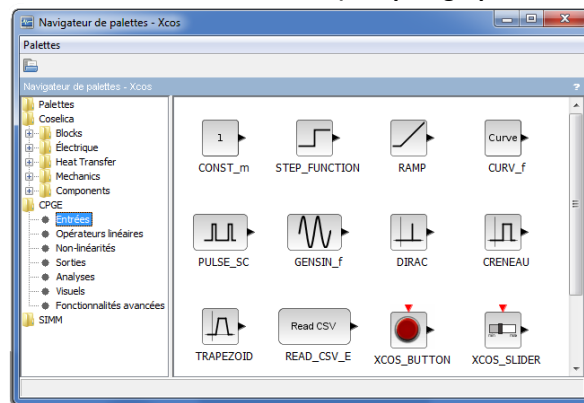 Navigateur de palettes - Xcos
Palettes
Navigateur de palettes - Xcos ?
Palettes
Coselica
Blocks
Électrique
Heat Transfer
Mechanics
Components
CPGE
Entrées
Opérateurs linéaires
Non-linéarités
Sorties
Analyses
Visuels
Fonctionnalités avancées
SIMM
1
Curve
CONST_m STEP_FUNCTION RAMP CURV_f
PULSE_SC GENSIN_f DIRAC CRENEAU
Read CSV
TRAPEZOID READ_CSV_E XCOS_BUTTON XCOS_SLIDER